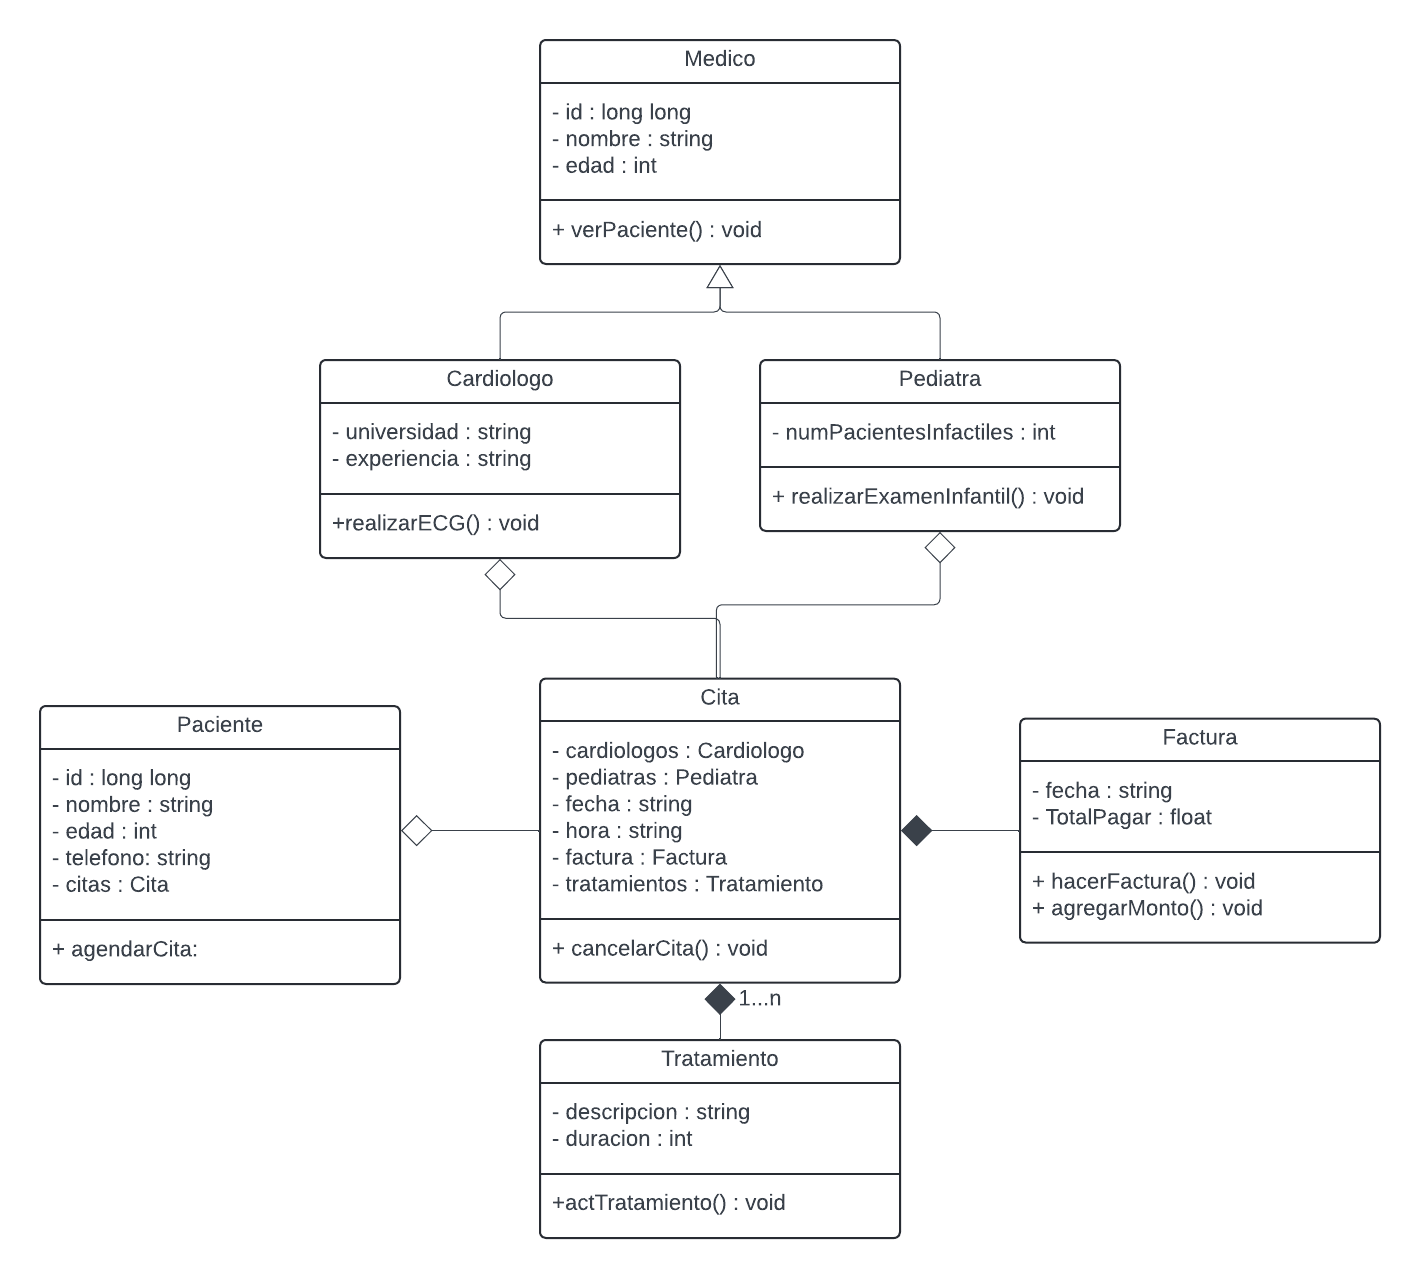 Medico
- id : long long
- nombre : string
- edad : int
+ verPaciente() : void
Cardiologo
- universidad : string
- experiencia : string
+realizarECG() : void
Pediatra
- numPacientesInfactiles : int
+ realizarExamenInfantil() : void
Paciente
- id : long long
- nombre : string
- edad : int
- telefono: string
- citas : Cita
+ agendarCita:
Cita
- cardiologos : Cardiologo
- pediatras : Pediatra
- fecha : string
- hora : string
- factura : Factura
- tratamientos : Tratamiento
+ cancelarCita() : void
Factura
- fecha : string
- TotalPagar : float
+ hacerFactura() : void
+ agregarMonto() : void
1...n
Tratamiento
- descripcion : string
- duracion : int
+actTratamiento() : void